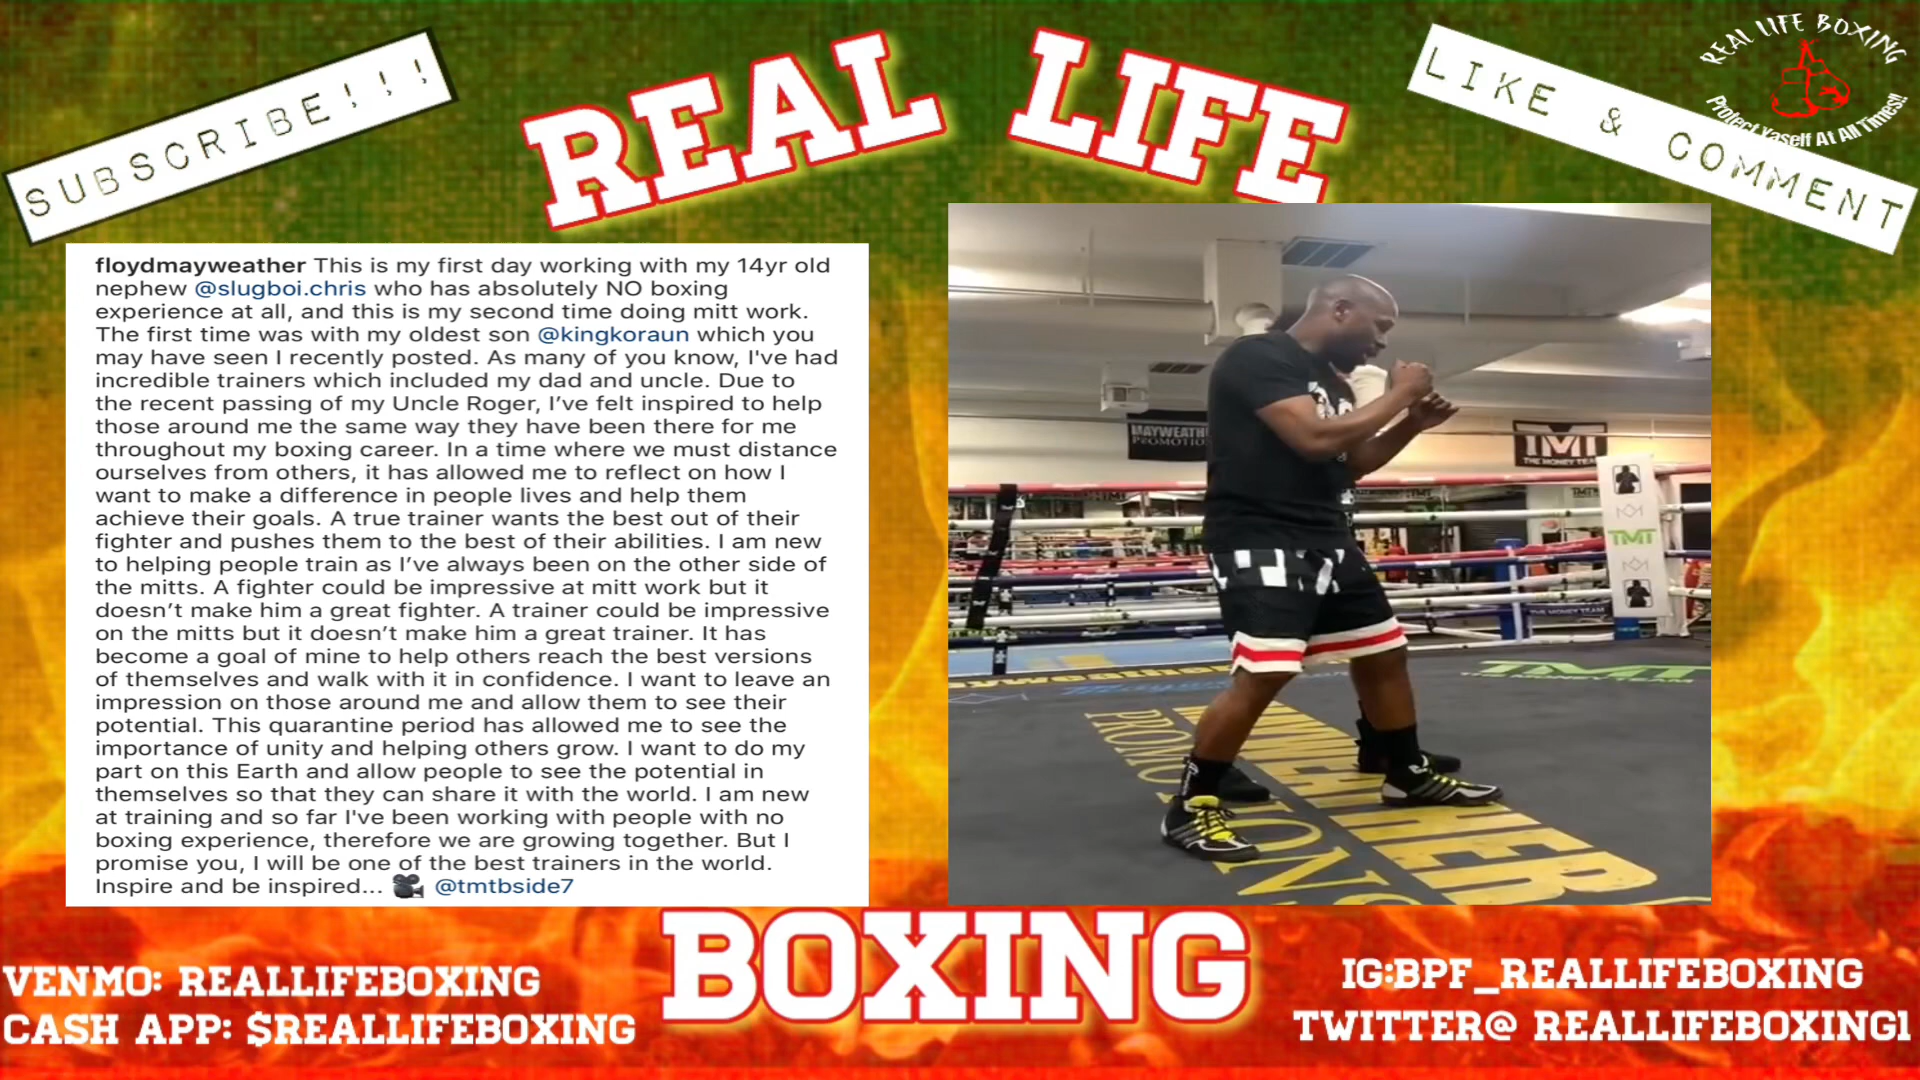 SUBSCRIBE!!!
REAL LIFE
LIKE & COMMENT
REAL LIFE BOXING
Protect Yaself At All Times!!
floydmayweather This is my first day working with my 14yr old
nephew @slugboi.chris who has absolutely NO boxing
experience at all, and this is my second time doing mitt work.
The first time was with my oldest son @kingkoraun which you
may have seen I recently posted. As many of you know, I've had
incredible trainers which included my dad and uncle. Due to
the recent passing of my Uncle Roger, I’ve felt inspired to help
those around me the same way they have been there for me
throughout my boxing career. In a time where we must distance
ourselves from others, it has allowed me to reflect on how I
want to make a difference in people lives and help them
achieve their goals. A true trainer wants the best out of their
fighter and pushes them to the best of their abilities. I am new
to helping people train as I’ve always been on the other side of
the mitts. A fighter could be impressive at mitt work but it
doesn’t make him a great fighter. A trainer could be impressive
on the mitts but it doesn’t make him a great trainer. It has
become a goal of mine to help others reach the best versions
of themselves and walk with it in confidence. I want to leave an
impression on those around me and allow them to see their
potential. This quarantine period has allowed me to see the
importance of unity and helping others grow. I want to do my
part on this Earth and allow people to see the potential in
themselves so that they can share it with the world. I am new
at training and so far I've been working with people with no
boxing experience, therefore we are growing together. But I
promise you, I will be one of the best trainers in the world.
Inspire and be inspired... @tmtbside7
MAYWEATH
PROMOTIO
TMT
THE MONEY TEAM
TMT
THE MONEY TEAM
TMT
PROMOTIONS
BOXING
VENMO: REALLIFEBOXING
CASH APP: $REALLIFEBOXING
IG:BPF_REALLIFEBOXING
TWITTER@ REALLIFEBOXING1